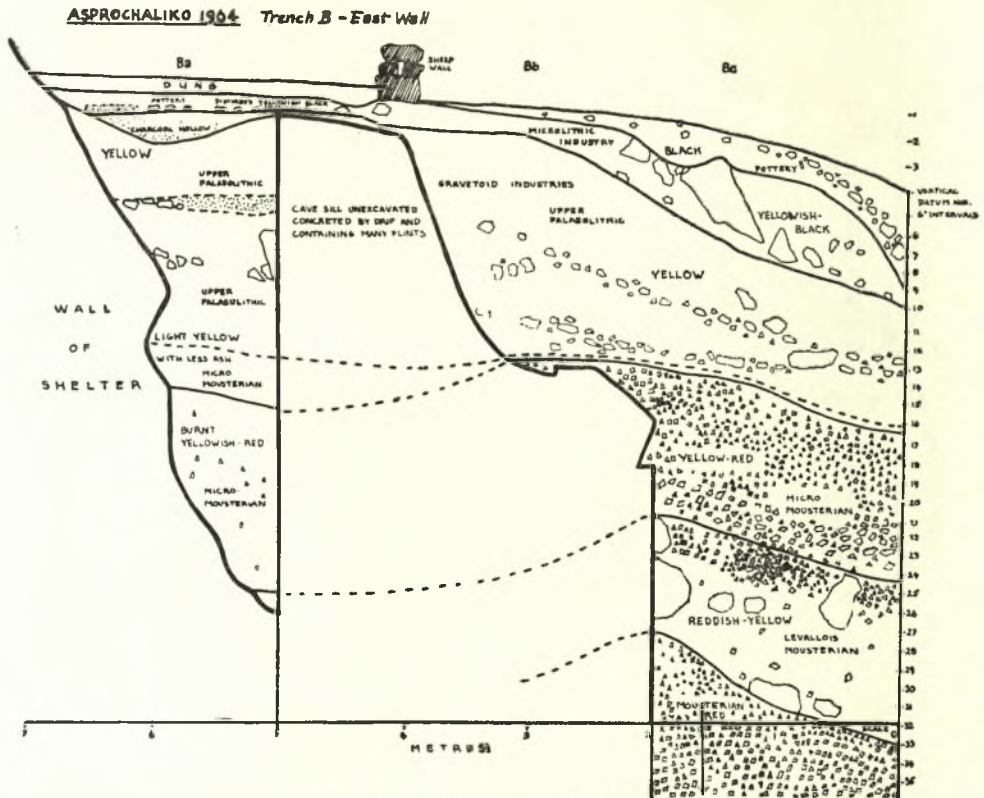 ASPROCHALIKO 1964 Trench B - East Wall
Ba
Bb
Ba
SHEEP
WALL
DUNG
POTTERY
YELLOWISH BLACK
CHARCOAL HOLLOW
YELLOW
UPPER
PALAEOLITHIC
UPPER
PALAEOLITHIC
LIGHT YELLOW
WITH LESS ASH
MICRO
MOUSTERIAN
BURNT
YELLOWISH-RED
MICRO-
MOUSTERIAN
WALL
OF
SHELTER
CAVE SILL UNEXCAVATED
CONCRETED BY DRIP AND
CONTAINING MANY FLINTS
MICROLITHIC
INDUSTRY
BLACK
POTTERY
GRAVETOID INDUSTRIES
UPPER
PALAEOLITHIC
YELLOWISH-
BLACK
YELLOW
YELLOW-RED
MICRO
MOUSTERIAN
REDDISH-YELLOW
LEVALLOIS
MOUSTERIAN
? MOUSTERIAN
RED
VERTICAL
DATUM
6" INTERVALS
SCALE
METRES